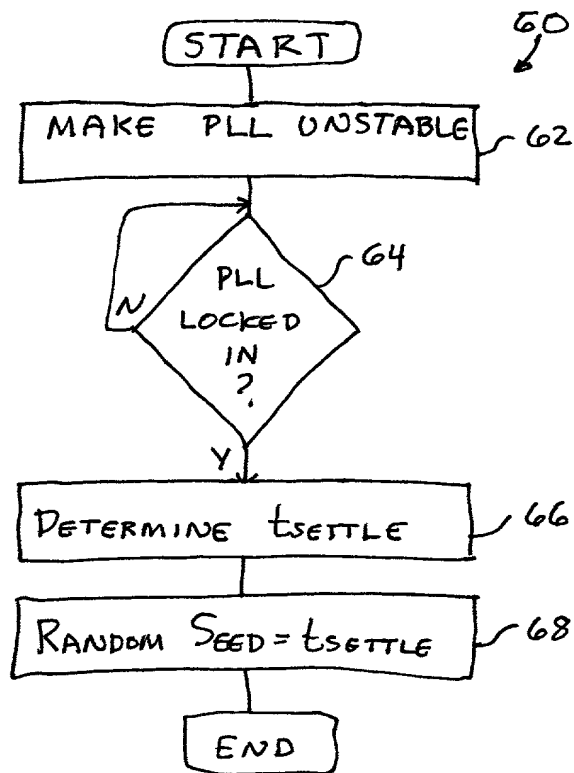 60
START
MAKE PLL UNSTABLE
62
64
PLL
LOCKED
IN
?
N
Y
DETERMINE tSETTLE
66
RANDOM SEED = tSETTLE
68
END